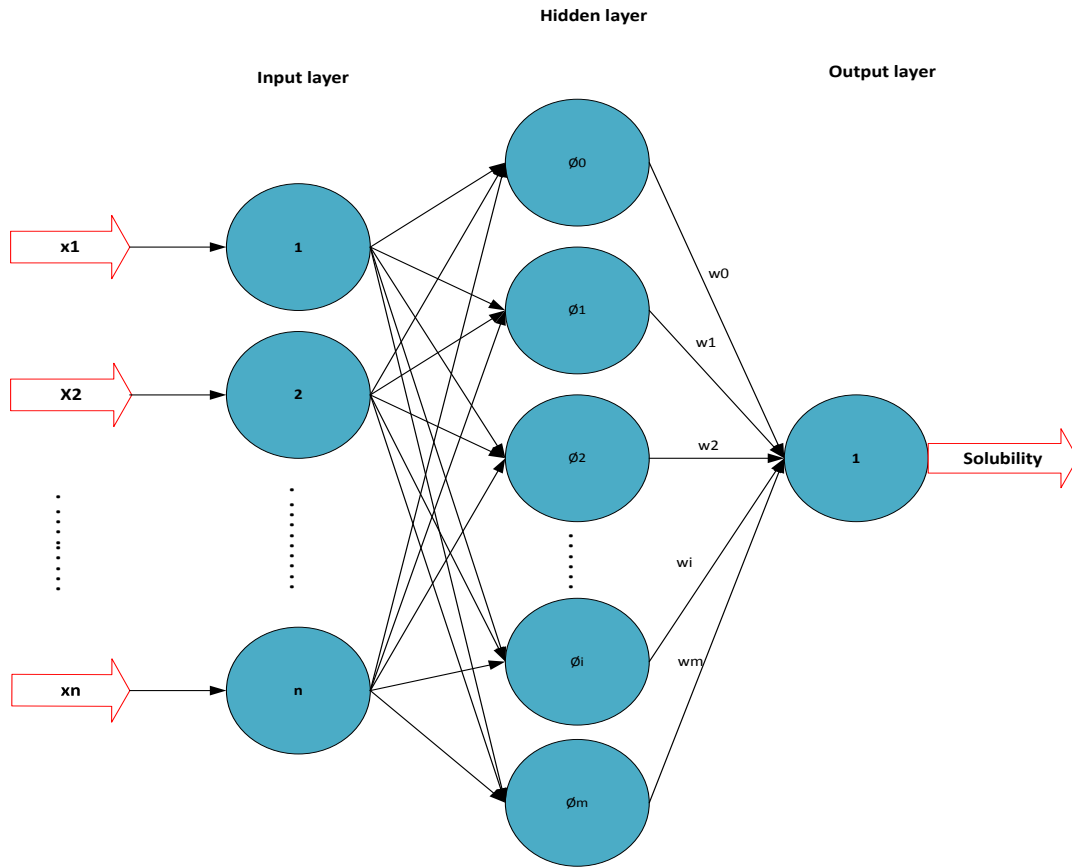 Hidden layer
Input layer
Output layer
Ø0
x1
1
w0
Ø1
w1
X2
2
w2
Ø2
1
Solubility
wi
Øi
wm
xn
n
Øm